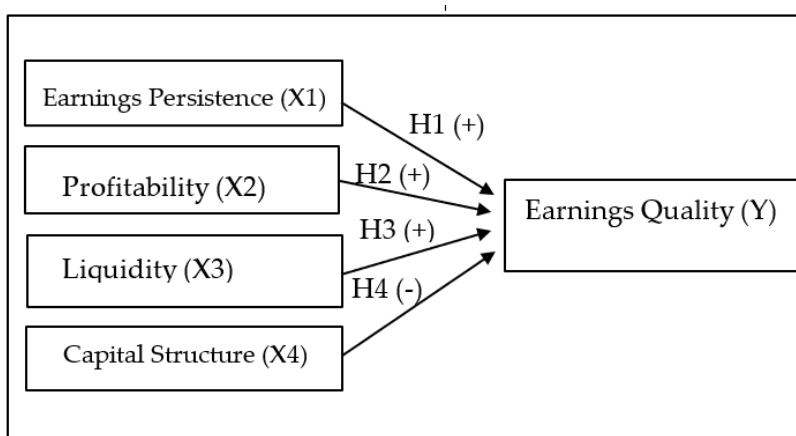 Earnings Persistence (X1)
H1 (+)
Profitability (X2)
H2 (+)
Earnings Quality (Y)
H3 (+)
Liquidity (X3)
H4 (-)
Capital Structure (X4)